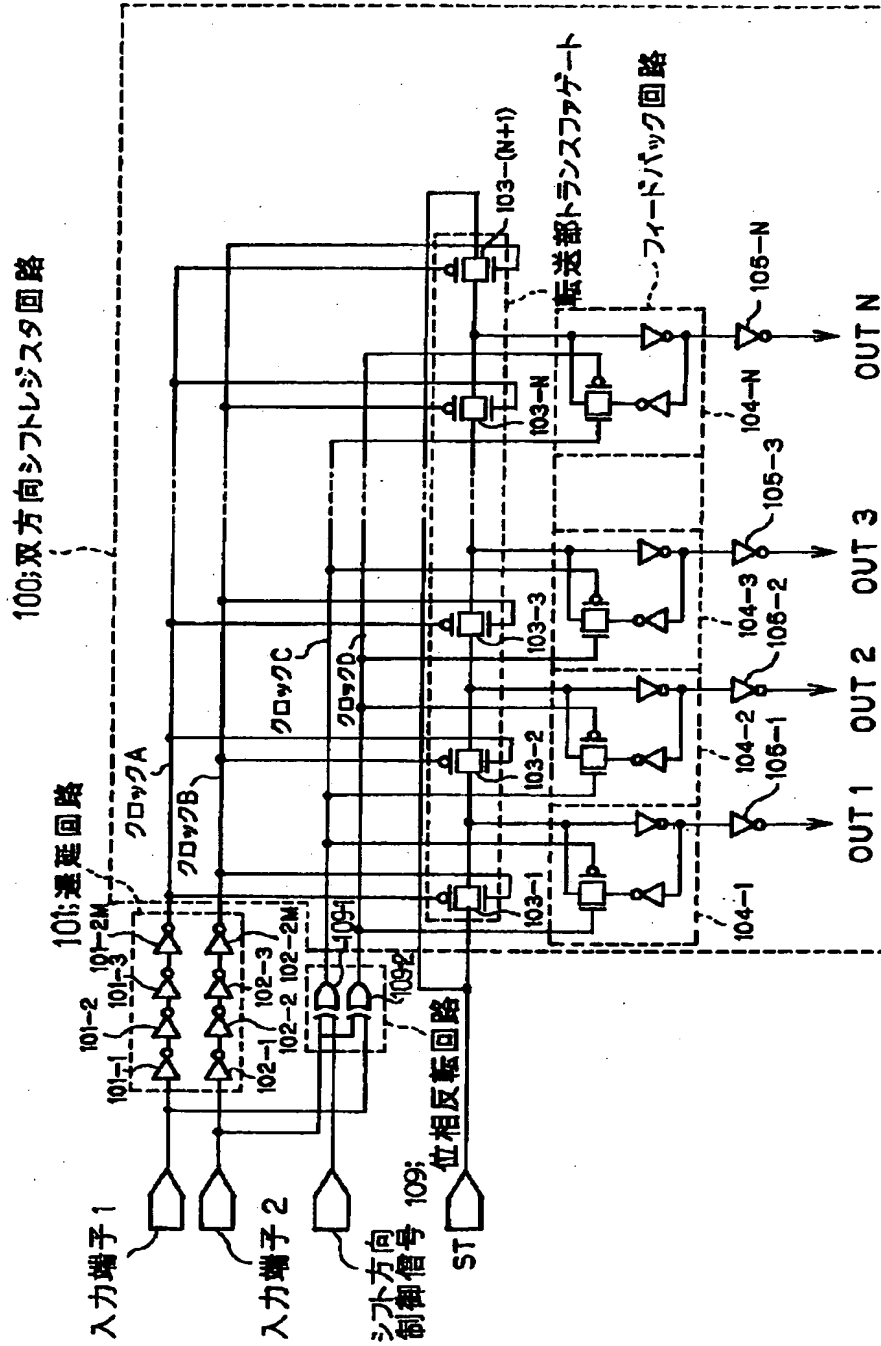 100;双方向シフトレジスタ回路
101;遅延回路
入力端子1
入力端子2
シフト方向
制御信号
ST
109;
位相反転回路
101-1
101-2
101-3
101-2M
102-1
102-2
102-3
102-2M
109-1
109-2
クロックA
クロックB
クロックC
クロックD
103-1
103-2
103-3
103-N
103-(N+1)
転送部トランスファゲート
フィードバック回路
104-1
104-2
104-3
104-N
105-1
105-2
105-3
105-N
OUT 1
OUT 2
OUT 3
OUT N